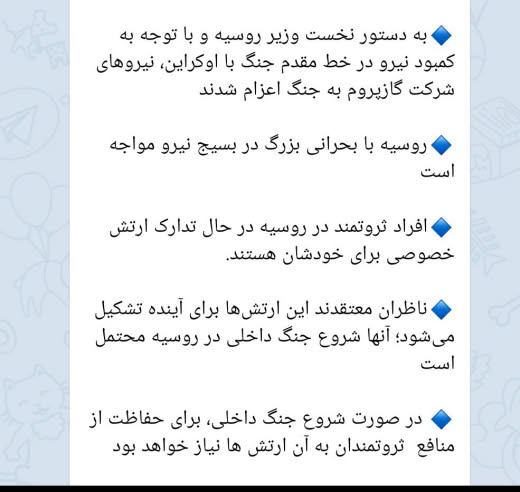 🔷به دستور نخست وزیر روسیه و با توجه به
کمبود نیرو در خط مقدم جنگ با اوکراین، نیروهای
شرکت گازپروم به جنگ اعزام شدند
🔷روسیه با بحرانی بزرگ در بسیج نیرو مواجه
است
🔷افراد ثروتمند در روسیه در حال تدارک ارتش
خصوصی برای خودشان هستند.
🔷ناظران معتقدند این ارتش‌ها برای آینده تشکیل
می‌شود؛ آنها شروع جنگ داخلی در روسیه محتمل
است
🔷 در صورت شروع جنگ داخلی، برای حفاظت از
منافع ثروتمندان به آن ارتش ها نیاز خواهد بود